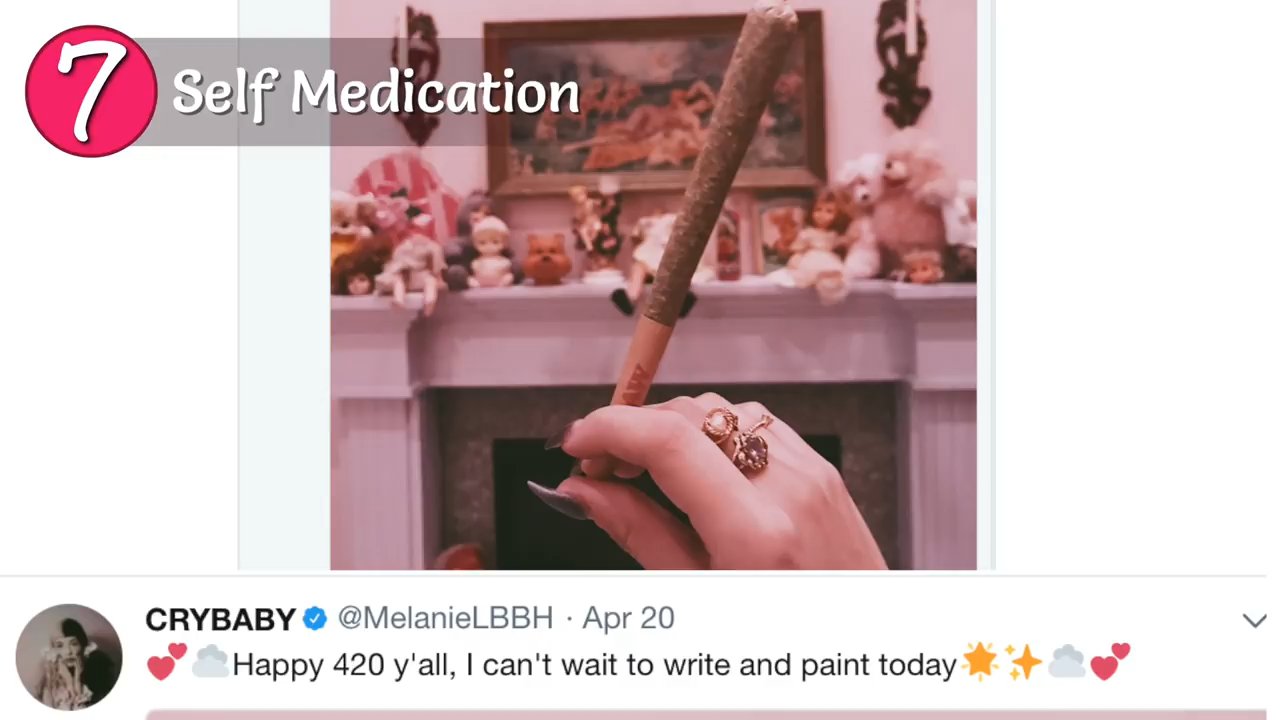 7 Self Medication
CRYBABY @MelanieLBBH · Apr 20
💕☁️Happy 420 y'all, I can't wait to write and paint today🌟✨☁️💕